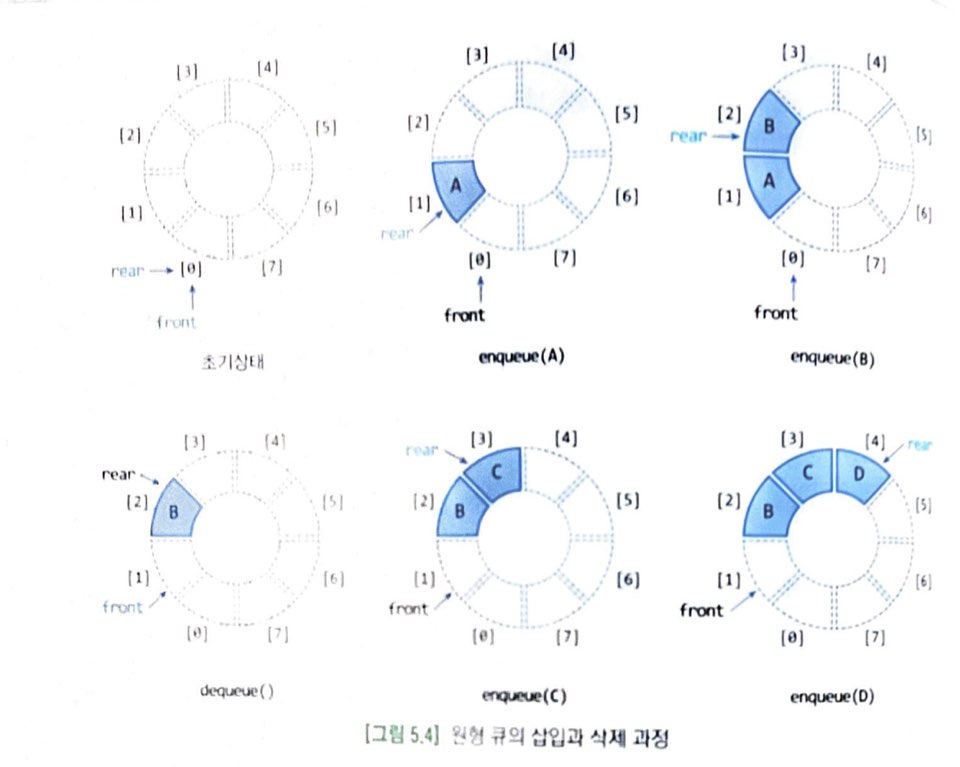 [3] [4]
[2] [5]
[1] [6]
rear [0] [7]
front
초기상태
[3] [4]
[2] [5]
A
[1] [6]
rear
[0] [7]
front
enqueue(A)
[3] [4]
[2] B [5]
rear
A
[1] [6]
[0] [7]
front
enqueue(B)
[3] [4]
rear
[2] B [5]
[1] [6]
front
[0] [7]
dequeue()
[3] [4]
rear
C
[2] B [5]
[1] [6]
front
[0] [7]
enqueue(C)
[3] [4] rear
C D
[2] B [5]
[1] [6]
front
[0] [7]
enqueue(D)
[그림 5.4] 원형 큐의 삽입과 삭제 과정